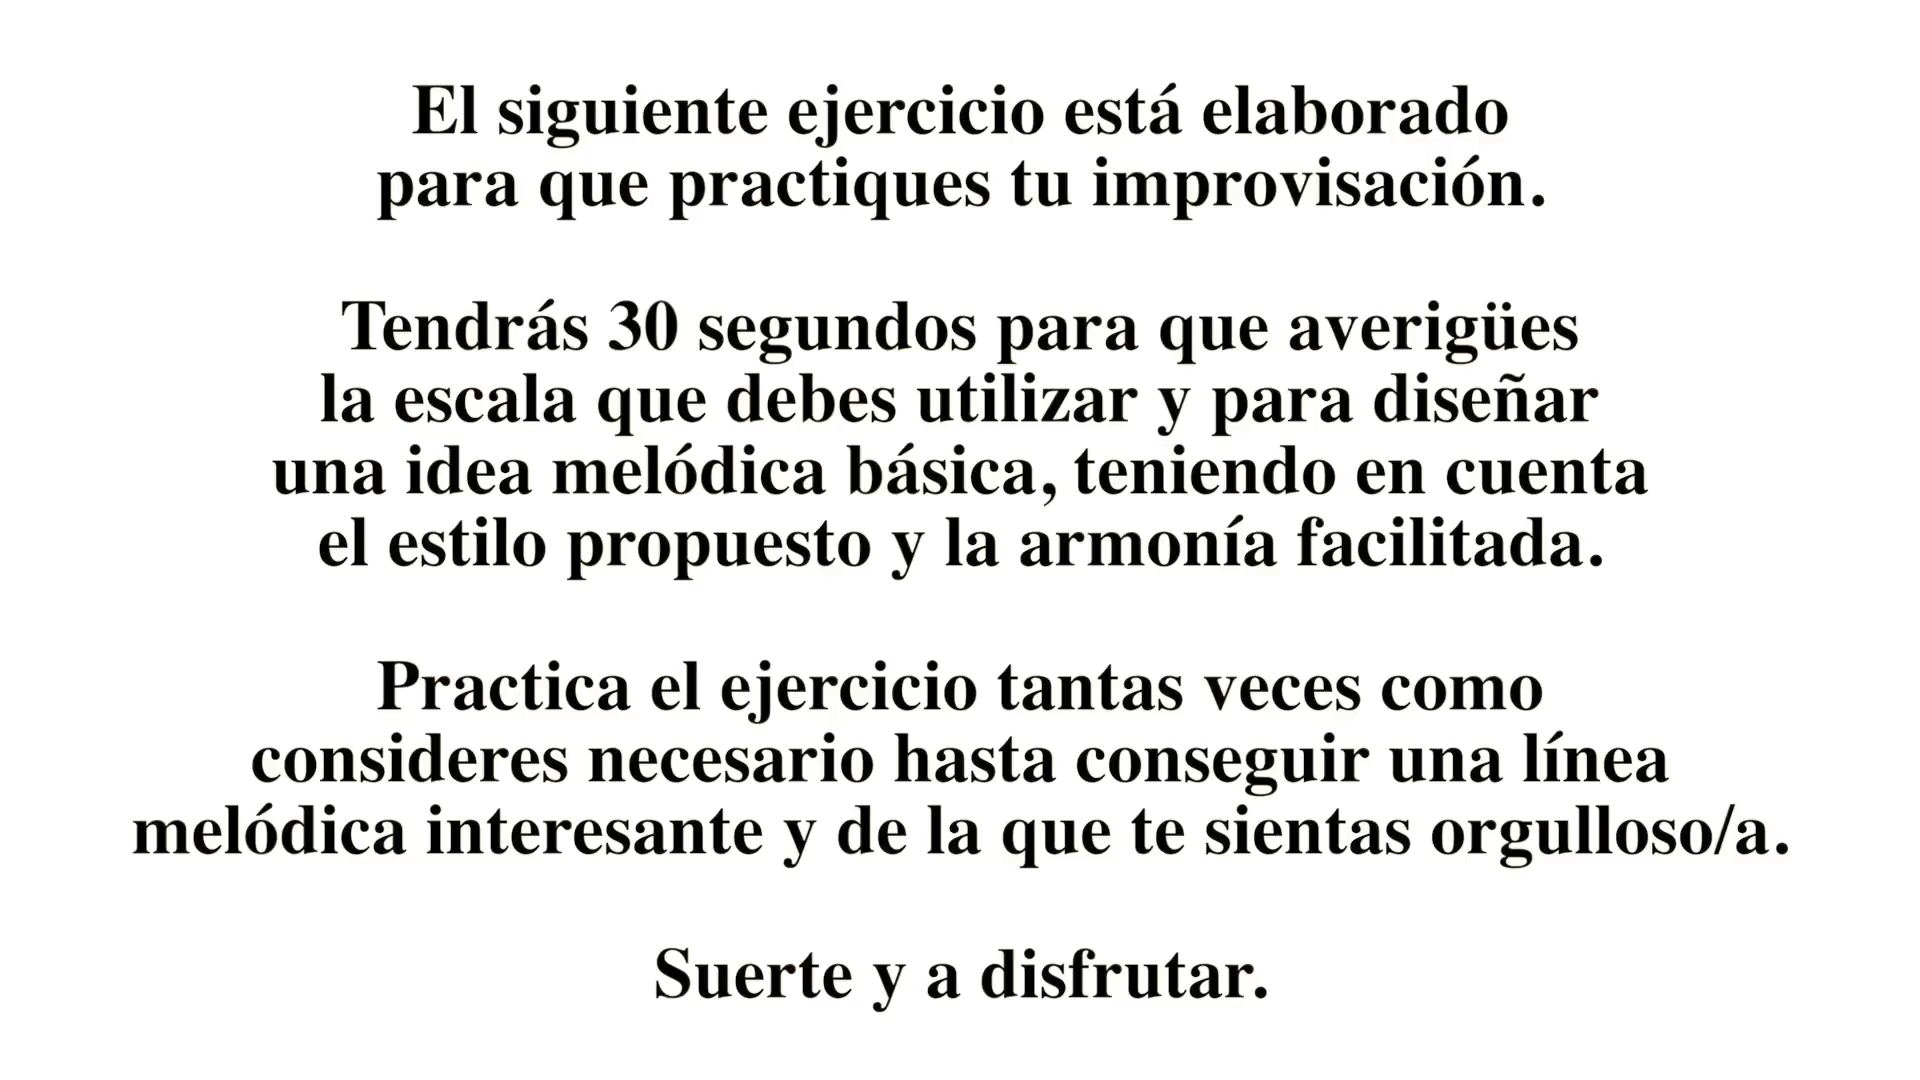 El siguiente ejercicio está elaborado
para que practiques tu improvisación.
Tendrás 30 segundos para que averigües
la escala que debes utilizar y para diseñar
una idea melódica básica, teniendo en cuenta
el estilo propuesto y la armonía facilitada.
Practica el ejercicio tantas veces como
consideres necesario hasta conseguir una línea
melódica interesante y de la que te sientas orgulloso/a.
Suerte y a disfrutar.